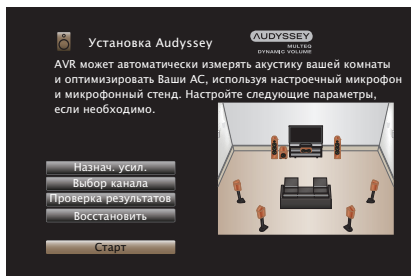 Установка Audyssey
AUDYSSEY
MULTEQ
DYNAMIC VOLUME
AVR может автоматически измерять акустику вашей комнаты
и оптимизировать Ваши АС, используя настроечный микрофон
и микрофонный стенд. Настройте следующие параметры,
если необходимо.
Назнач. усил.
Выбор канала
Проверка результатов
Восстановить
Старт